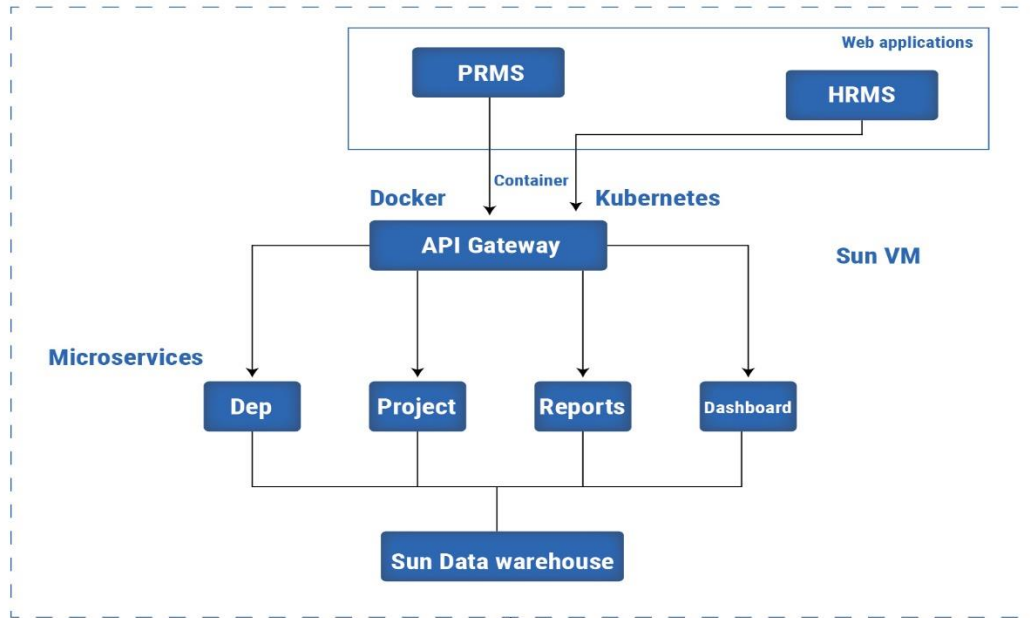 Web applications
PRMS
HRMS
Container
Docker
Kubernetes
API Gateway
Sun VM
Microservices
Dep
Project
Reports
Dashboard
Sun Data warehouse